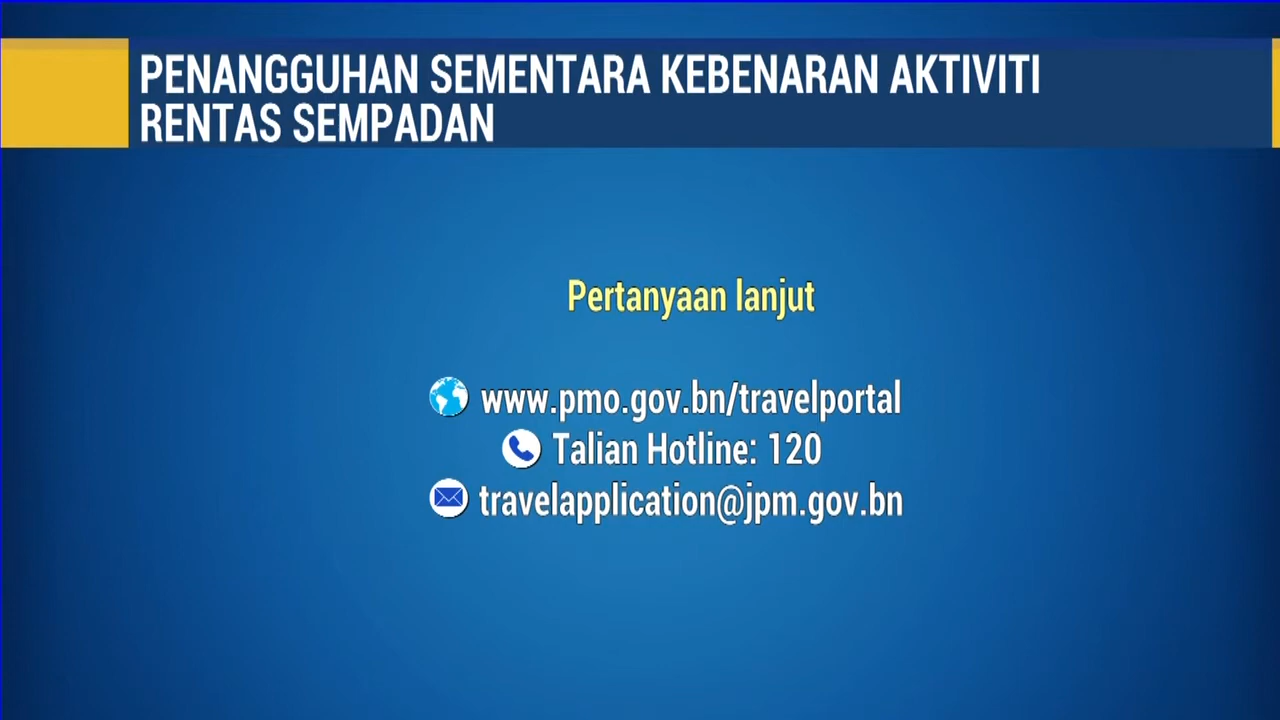 PENANGGUHAN SEMENTARA KEBENARAN AKTIVITI
RENTAS SEMPADAN
Pertanyaan lanjut
www.pmo.gov.bn/travelportal
Talian Hotline: 120
travelapplication@jpm.gov.bn